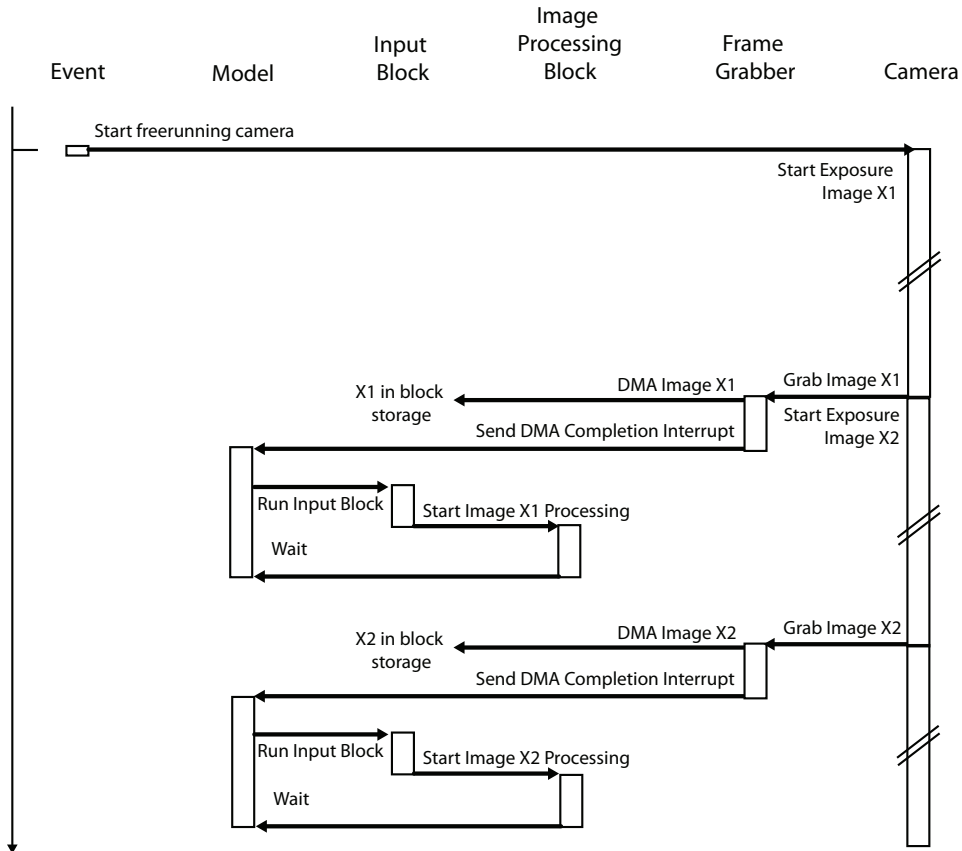 Event
Model
Input
Block
Image
Processing
Block
Frame
Grabber
Camera
Start freerunning camera
Start Exposure
Image X1
X1 in block
storage
DMA Image X1
Grab Image X1
Start Exposure
Image X2
Send DMA Completion Interrupt
Run Input Block
Start Image X1 Processing
Wait
X2 in block
storage
DMA Image X2
Grab Image X2
Send DMA Completion Interrupt
Run Input Block
Start Image X2 Processing
Wait